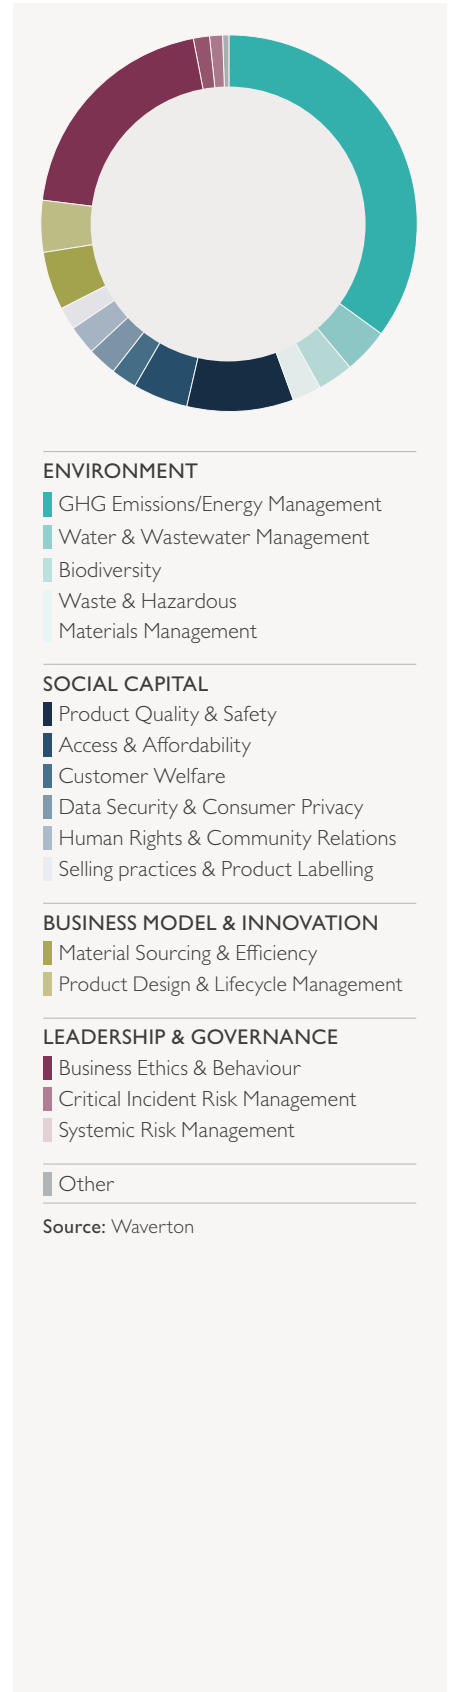 ENVIRONMENT
GHG Emissions/Energy Management
Water & Wastewater Management
Biodiversity
Waste & Hazardous
Materials Management
SOCIAL CAPITAL
Product Quality & Safety
Access & Affordability
Customer Welfare
Data Security & Consumer Privacy
Human Rights & Community Relations
Selling practices & Product Labelling
BUSINESS MODEL & INNOVATION
Material Sourcing & Efficiency
Product Design & Lifecycle Management
LEADERSHIP & GOVERNANCE
Business Ethics & Behaviour
Critical Incident Risk Management
Systemic Risk Management
Other
Source: Waverton